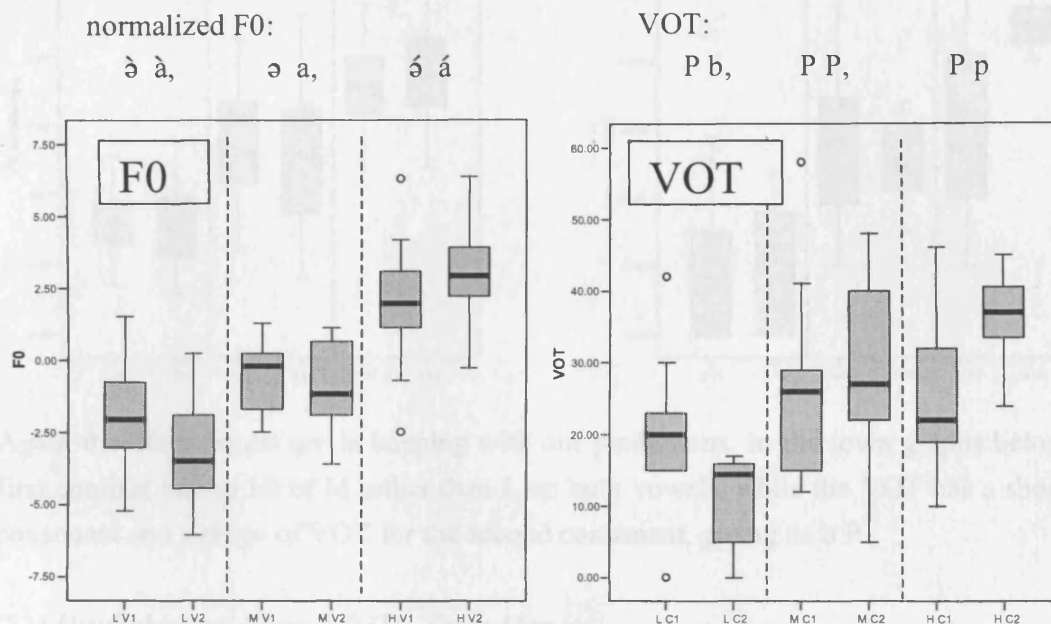 normalized F0:
ə̀ à, ə a, ə́ á
VOT:
P b, P P, P p
F0
7.50
5.00
2.50
0.00
-2.50
-5.00
-7.50
F0
L V1 L V2 M V1 M V2 H V1 H V2
VOT
60.00
50.00
40.00
30.00
20.00
10.00
0.00
VOT
L C1 L C2 M C1 M C2 H C1 H C2